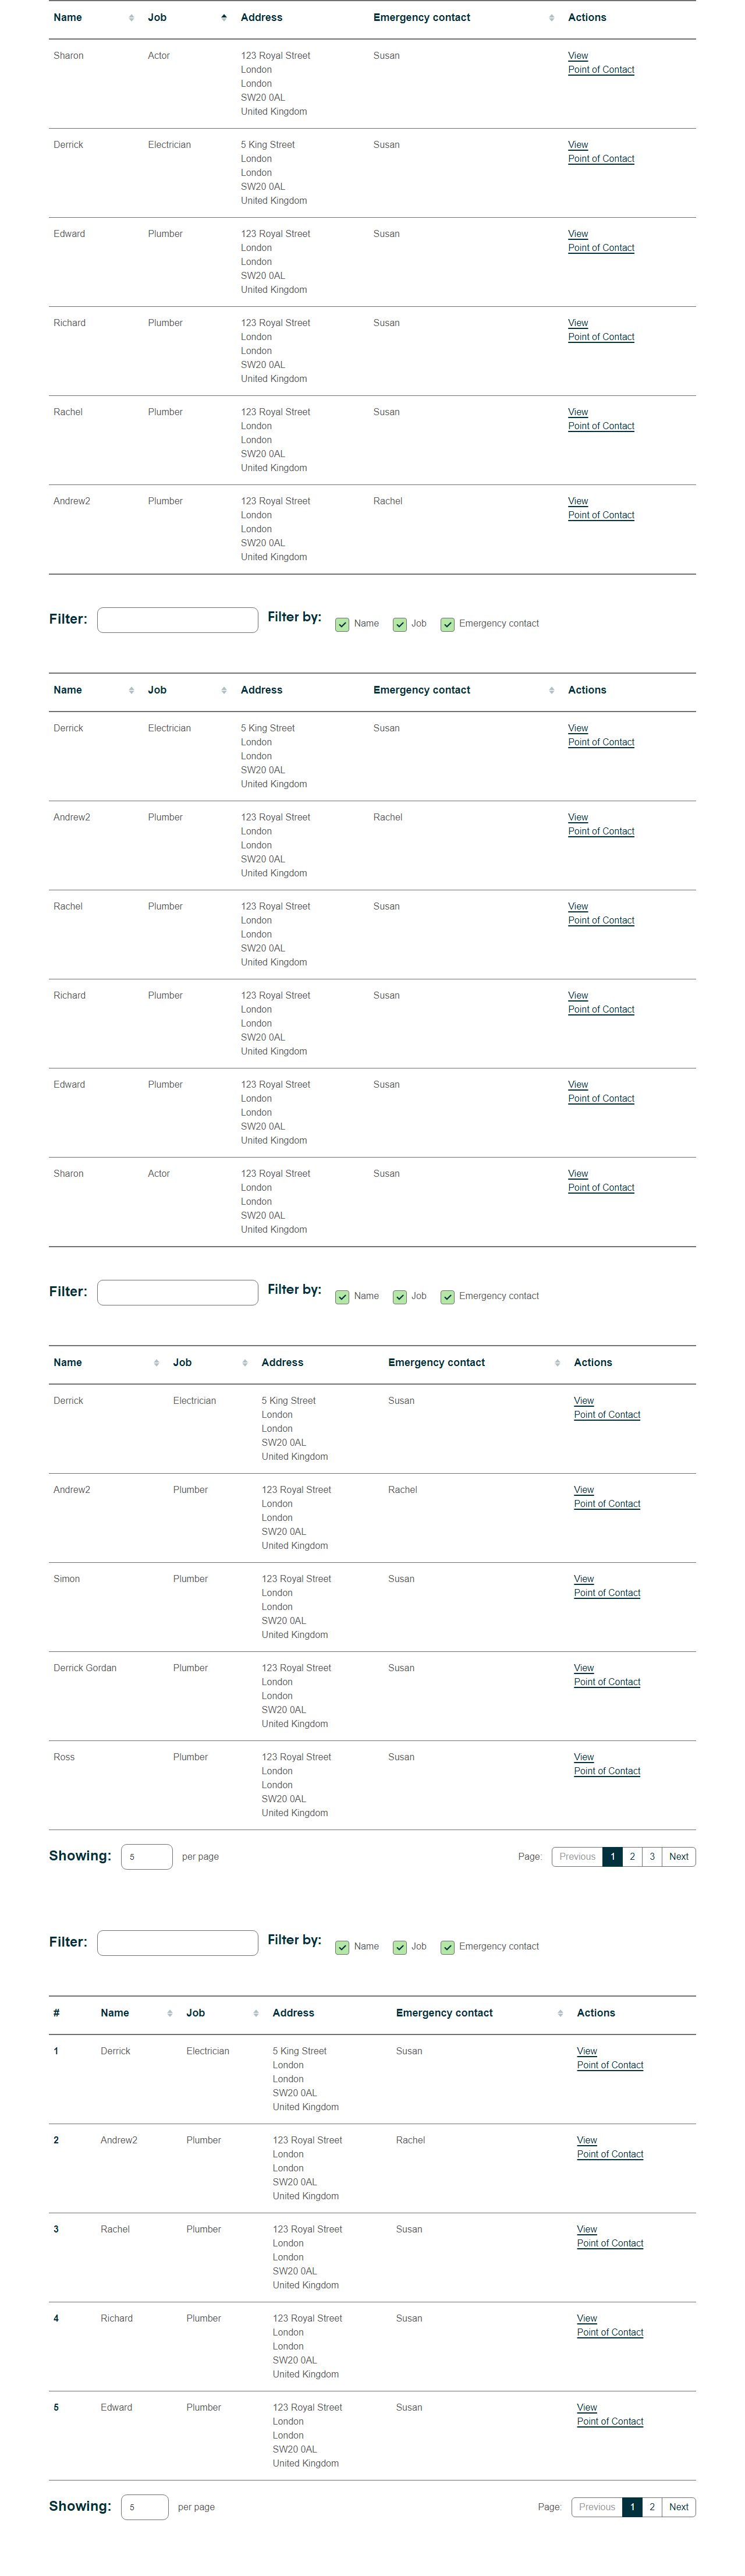 Name Job Address Emergency contact Actions
Sharon Actor 123 Royal Street Susan View
London Point of Contact
London
SW20 0AL
United Kingdom
Derrick Electrician 5 King Street Susan View
London Point of Contact
London
SW20 0AL
United Kingdom
Edward Plumber 123 Royal Street Susan View
London Point of Contact
London
SW20 0AL
United Kingdom
Richard Plumber 123 Royal Street Susan View
London Point of Contact
London
SW20 0AL
United Kingdom
Rachel Plumber 123 Royal Street Susan View
London Point of Contact
London
SW20 0AL
United Kingdom
Andrew2 Plumber 123 Royal Street Rachel View
London Point of Contact
London
SW20 0AL
United Kingdom
Filter: Filter by: Name Job Emergency contact
Name Job Address Emergency contact Actions
Derrick Electrician 5 King Street Susan View
London Point of Contact
London
SW20 0AL
United Kingdom
Andrew2 Plumber 123 Royal Street Rachel View
London Point of Contact
London
SW20 0AL
United Kingdom
Rachel Plumber 123 Royal Street Susan View
London Point of Contact
London
SW20 0AL
United Kingdom
Richard Plumber 123 Royal Street Susan View
London Point of Contact
London
SW20 0AL
United Kingdom
Edward Plumber 123 Royal Street Susan View
London Point of Contact
London
SW20 0AL
United Kingdom
Sharon Actor 123 Royal Street Susan View
London Point of Contact
London
SW20 0AL
United Kingdom
Filter: Filter by: Name Job Emergency contact
Name Job Address Emergency contact Actions
Derrick Electrician 5 King Street Susan View
London Point of Contact
London
SW20 0AL
United Kingdom
Andrew2 Plumber 123 Royal Street Rachel View
London Point of Contact
London
SW20 0AL
United Kingdom
Simon Plumber 123 Royal Street Susan View
London Point of Contact
London
SW20 0AL
United Kingdom
Derrick Gordan Plumber 123 Royal Street Susan View
London Point of Contact
London
SW20 0AL
United Kingdom
Ross Plumber 123 Royal Street Susan View
London Point of Contact
London
SW20 0AL
United Kingdom
Showing: 5 per page Page: Previous 1 2 3 Next
Filter: Filter by: Name Job Emergency contact
# Name Job Address Emergency contact Actions
1 Derrick Electrician 5 King Street Susan View
London Point of Contact
London
SW20 0AL
United Kingdom
2 Andrew2 Plumber 123 Royal Street Rachel View
London Point of Contact
London
SW20 0AL
United Kingdom
3 Rachel Plumber 123 Royal Street Susan View
London Point of Contact
London
SW20 0AL
United Kingdom
4 Richard Plumber 123 Royal Street Susan View
London Point of Contact
London
SW20 0AL
United Kingdom
5 Edward Plumber 123 Royal Street Susan View
London Point of Contact
London
SW20 0AL
United Kingdom
Showing: 5 per page Page: Previous 1 2 Next